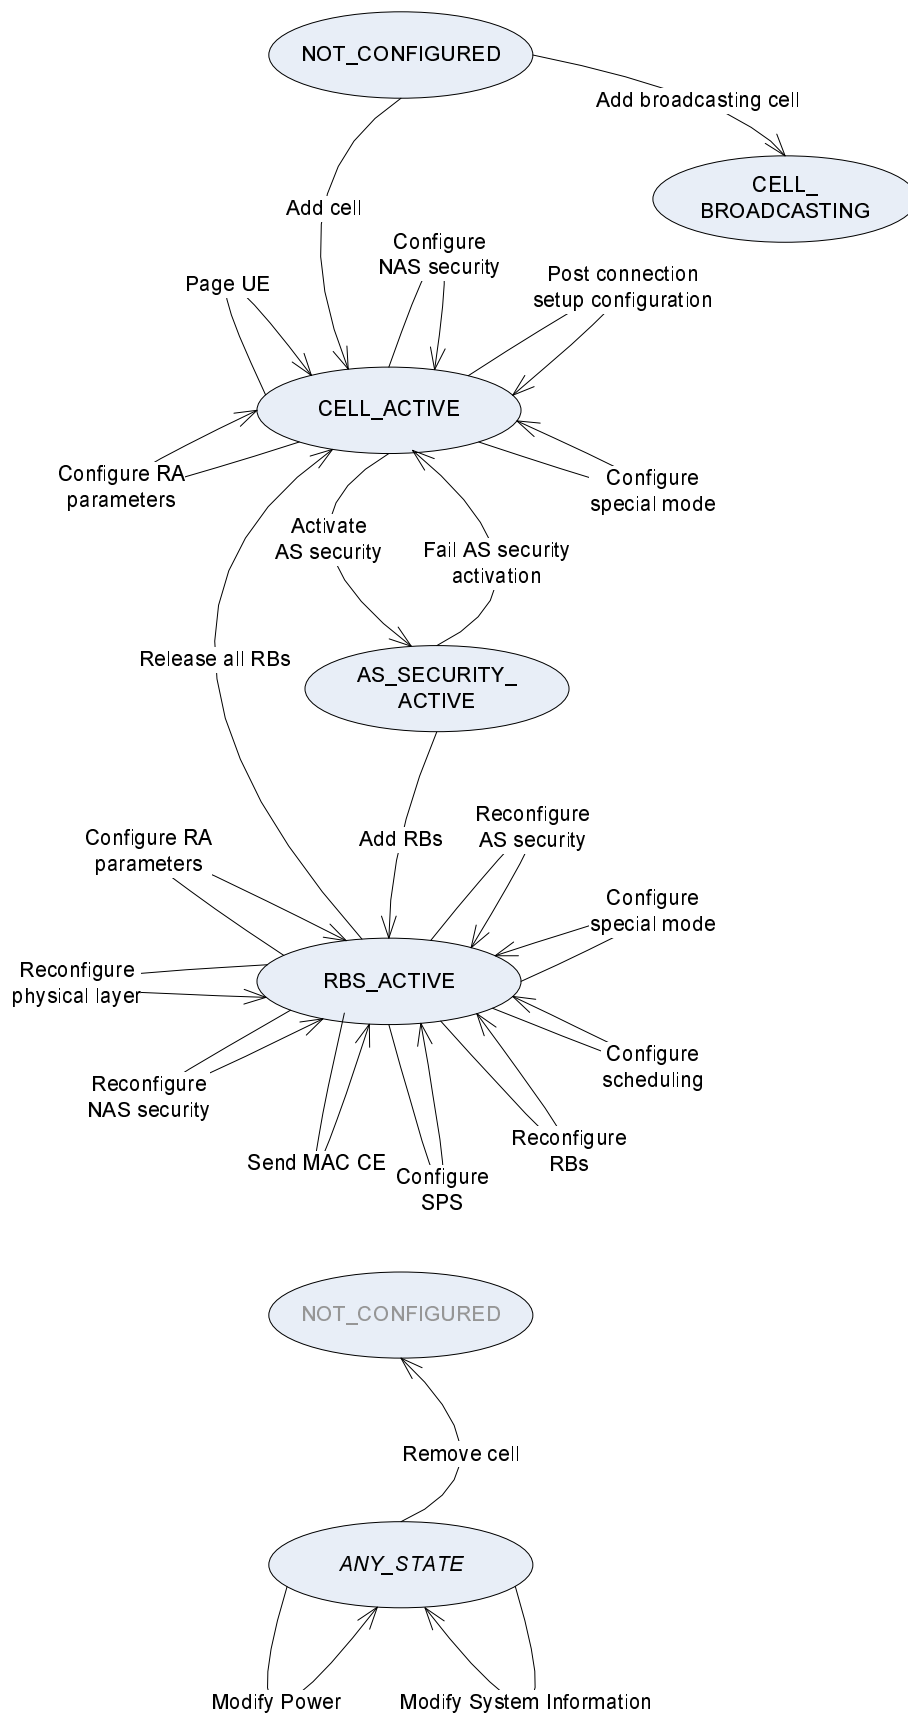 NOT_CONFIGURED
Add broadcasting cell
CELL_
BROADCASTING
Add cell
Configure
NAS security
Page UE
Post connection
setup configuration
CELL_ACTIVE
Configure RA
parameters
Configure
special mode
Activate
AS security
Fail AS security
activation
Release all RBs
AS_SECURITY_
ACTIVE
Configure RA
parameters
Add RBs
Reconfigure
AS security
Configure
special mode
Reconfigure
physical layer
RBS_ACTIVE
Configure
scheduling
Reconfigure
NAS security
Send MAC CE
Configure
SPS
Reconfigure
RBs
NOT_CONFIGURED
Remove cell
ANY_STATE
Modify Power
Modify System Information